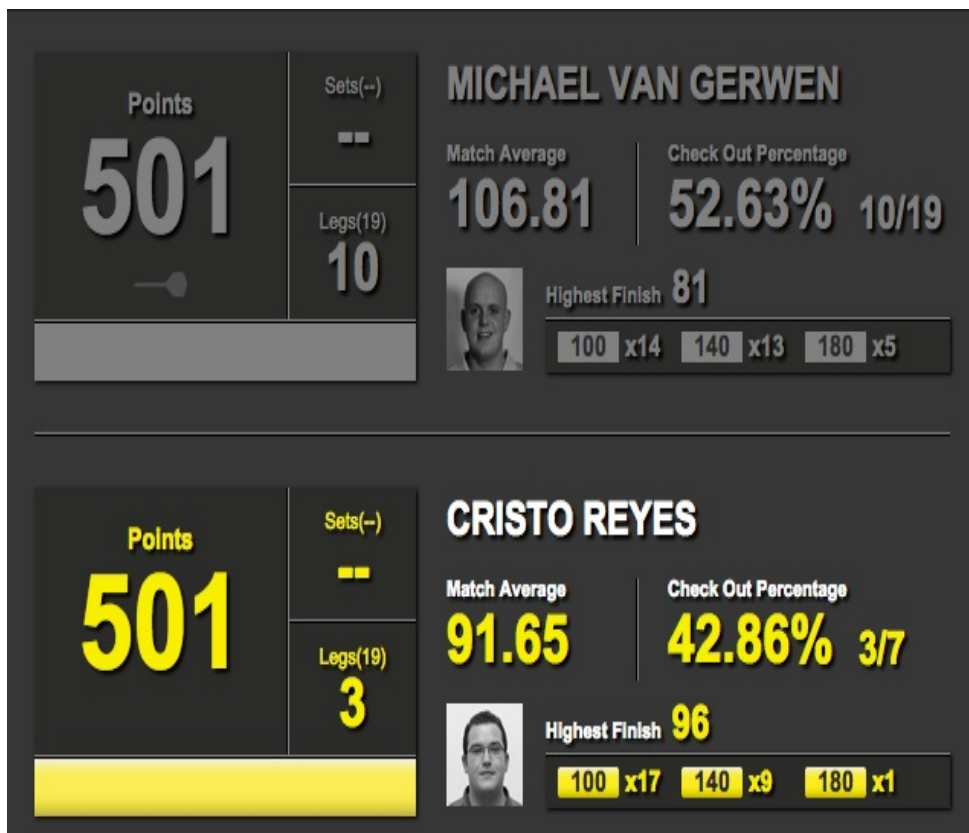 Points
501
Sets(--)
--
Legs(19)
10
MICHAEL VAN GERWEN
Match Average
106.81
Check Out Percentage
52.63% 10/19
Highest Finish 81
100 x14 140 x13 180 x5
Points
501
Sets(--)
--
Legs(19)
3
CRISTO REYES
Match Average
91.65
Check Out Percentage
42.86% 3/7
Highest Finish 96
100 x17 140 x9 180 x1